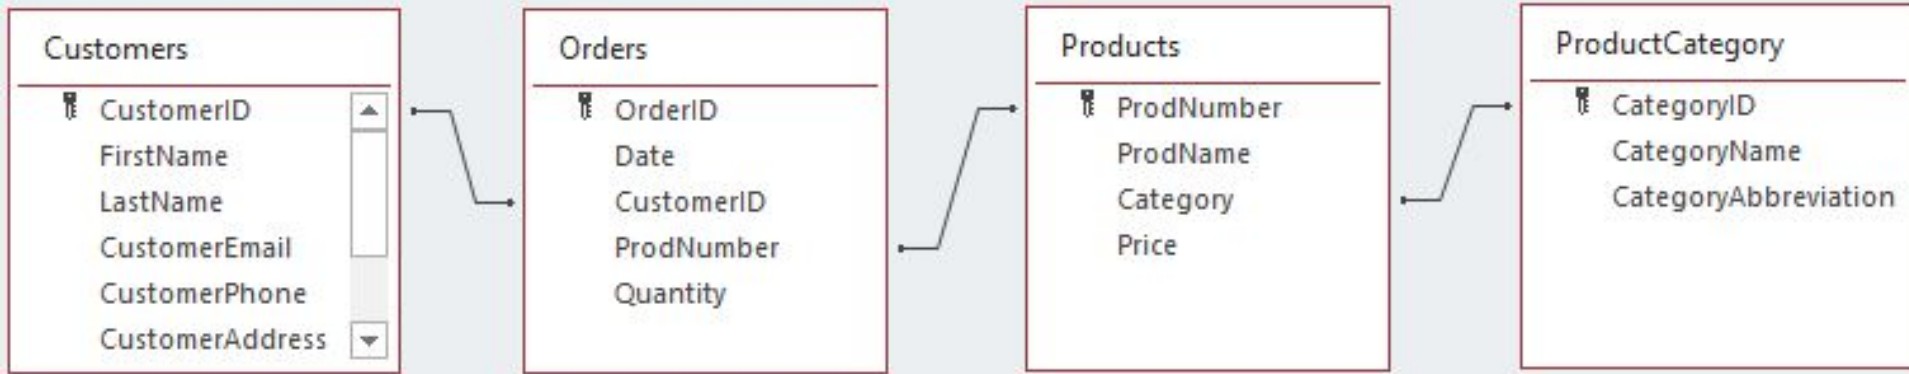 Customers
CustomerID
FirstName
LastName
CustomerEmail
CustomerPhone
CustomerAddress
Orders
OrderID
Date
CustomerID
ProdNumber
Quantity
Products
ProdNumber
ProdName
Category
Price
ProductCategory
CategoryID
CategoryName
CategoryAbbreviation